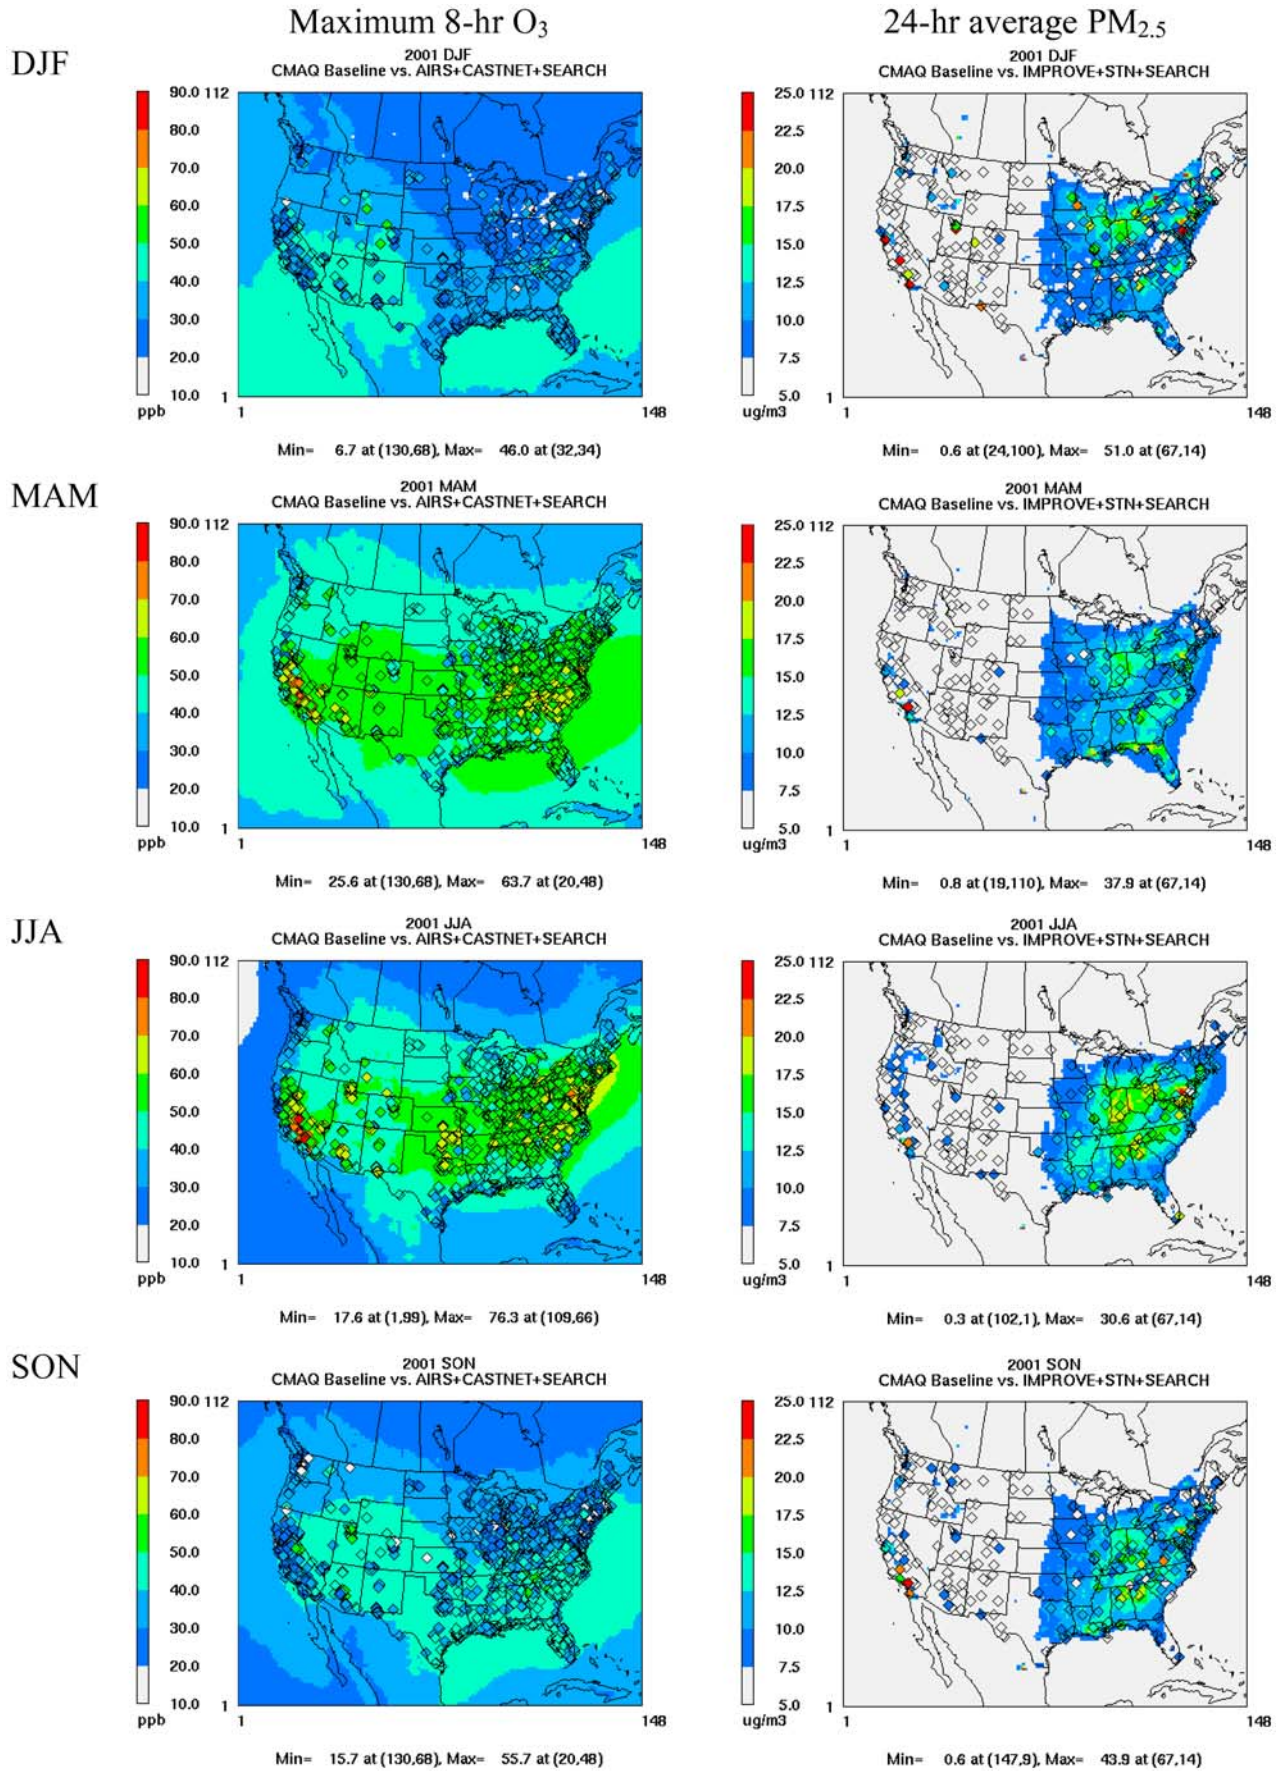 Maximum 8-hr O3
24-hr average PM2.5
DJF
2001 DJF
CMAQ Baseline vs. AIRS+CASTNET+SEARCH
90.0 112
80.0
70.0
60.0
50.0
40.0
30.0
20.0
10.0 1
ppb 1 148
Min= 6.7 at (130,68), Max= 46.0 at (32,34)
2001 DJF
CMAQ Baseline vs. IMPROVE+STN+SEARCH
25.0 112
22.5
20.0
17.5
15.0
12.5
10.0
7.5
5.0 1
ug/m3 1 148
Min= 0.6 at (24,100), Max= 51.0 at (67,14)
MAM
2001 MAM
CMAQ Baseline vs. AIRS+CASTNET+SEARCH
90.0 112
80.0
70.0
60.0
50.0
40.0
30.0
20.0
10.0 1
ppb 1 148
Min= 25.6 at (130,68), Max= 63.7 at (20,48)
2001 MAM
CMAQ Baseline vs. IMPROVE+STN+SEARCH
25.0 112
22.5
20.0
17.5
15.0
12.5
10.0
7.5
5.0 1
ug/m3 1 148
Min= 0.8 at (19,110), Max= 37.9 at (67,14)
JJA
2001 JJA
CMAQ Baseline vs. AIRS+CASTNET+SEARCH
90.0 112
80.0
70.0
60.0
50.0
40.0
30.0
20.0
10.0 1
ppb 1 148
Min= 17.6 at (1,99), Max= 76.3 at (109,66)
2001 JJA
CMAQ Baseline vs. IMPROVE+STN+SEARCH
25.0 112
22.5
20.0
17.5
15.0
12.5
10.0
7.5
5.0 1
ug/m3 1 148
Min= 0.3 at (102,1), Max= 30.6 at (67,14)
SON
2001 SON
CMAQ Baseline vs. AIRS+CASTNET+SEARCH
90.0 112
80.0
70.0
60.0
50.0
40.0
30.0
20.0
10.0 1
ppb 1 148
Min= 15.7 at (130,68), Max= 55.7 at (20,48)
2001 SON
CMAQ Baseline vs. IMPROVE+STN+SEARCH
25.0 112
22.5
20.0
17.5
15.0
12.5
10.0
7.5
5.0 1
ug/m3 1 148
Min= 0.6 at (147,9), Max= 43.9 at (67,14)